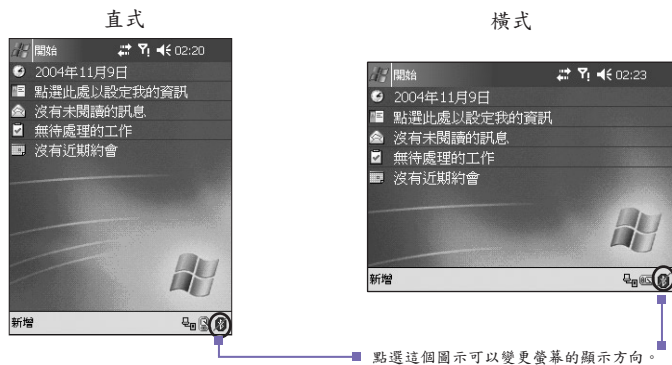 直式
開始 02:20
2004年11月9日
點選此處以設定我的資訊
沒有未閱讀的訊息
無待處理的工作
沒有近期約會
新增
橫式
開始 02:23
2004年11月9日
點選此處以設定我的資訊
沒有未閱讀的訊息
無待處理的工作
沒有近期約會
新增
點選這個圖示可以變更螢幕的顯示方向。